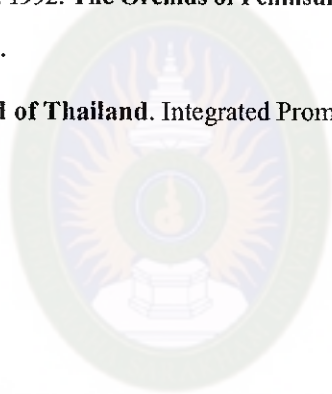 1992. The Orchids of Peninsul
.
d of Thailand. Integrated Prom